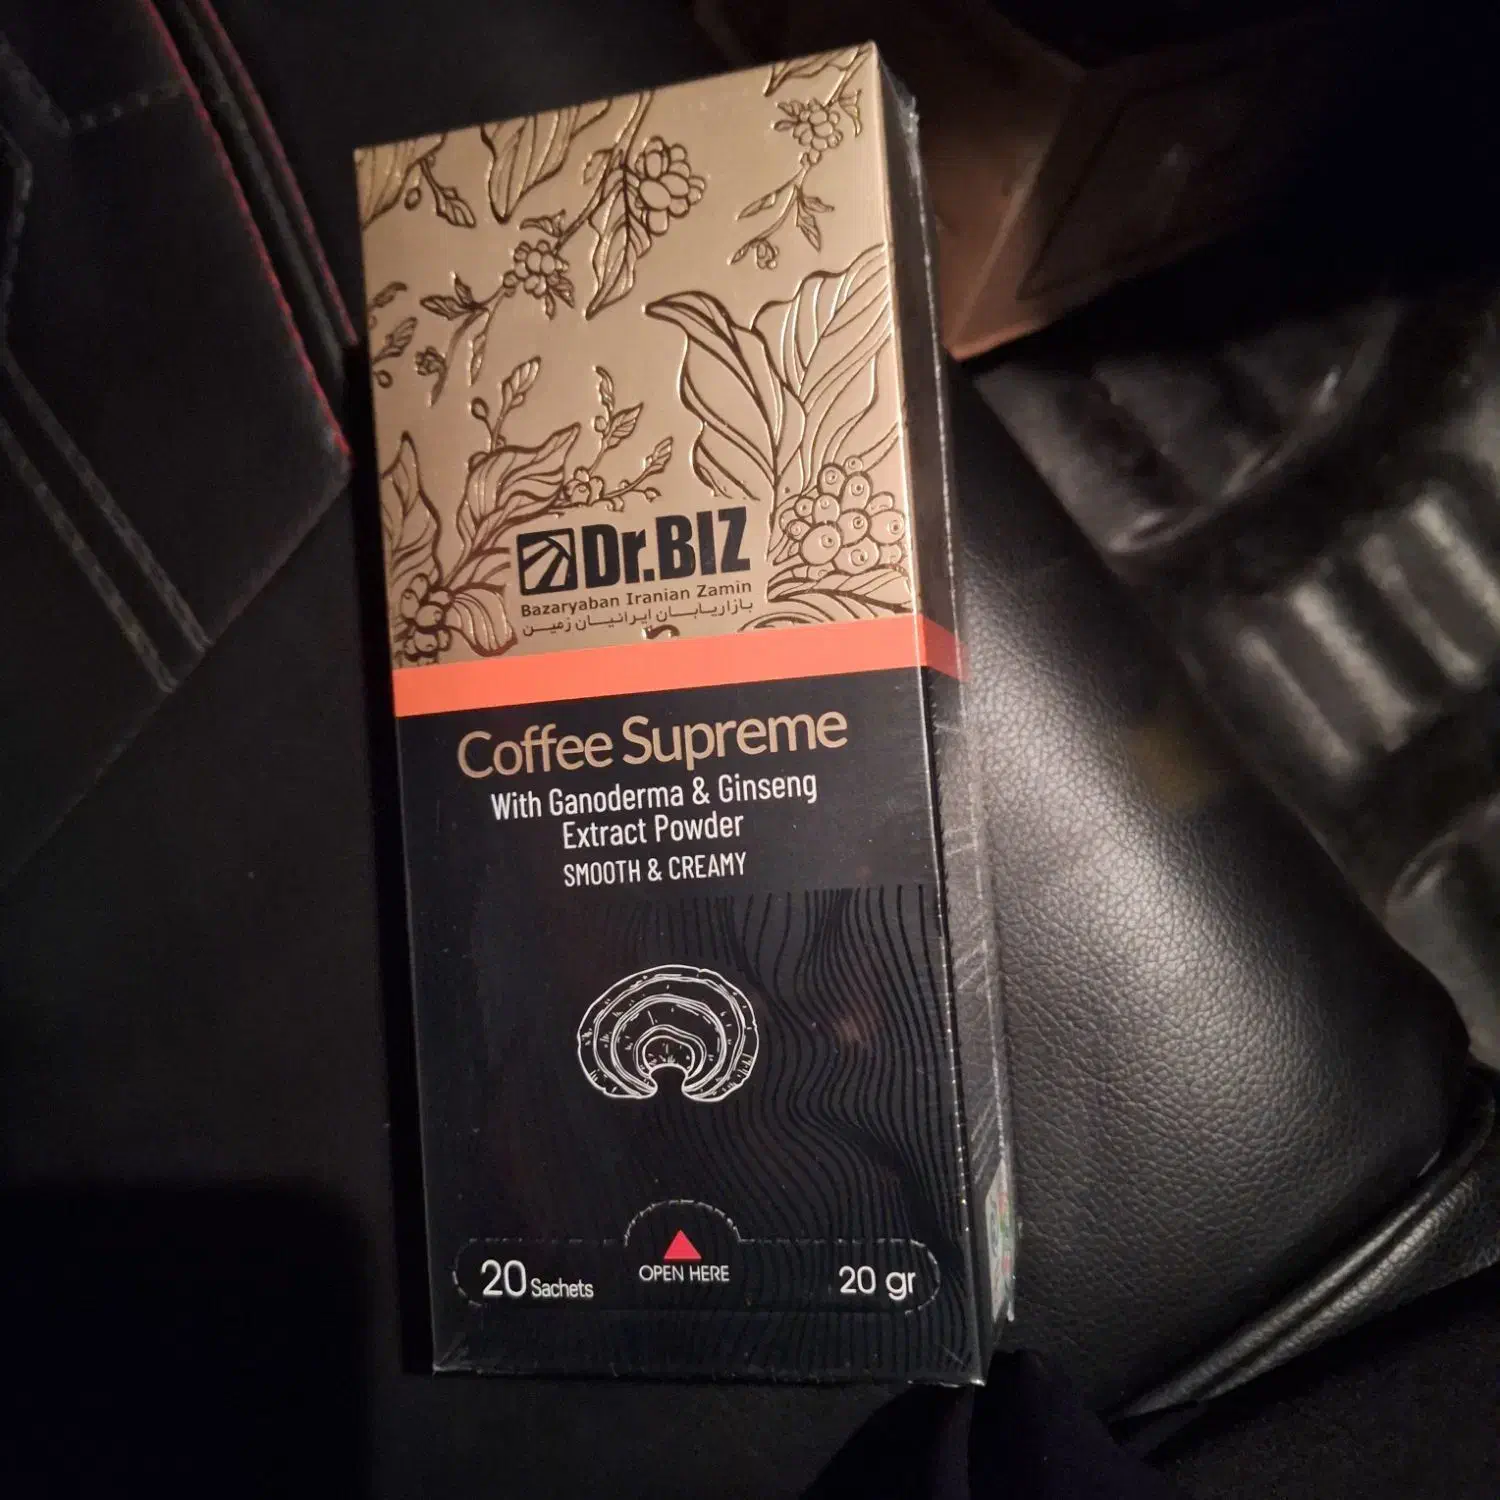 Dr.BIZ
Bazaryaban Iranian Zamin
بازاریابان ایرانیان زمین
Coffee Supreme
With Ganoderma & Ginseng
Extract Powder
SMOOTH & CREAMY
20 Sachets
OPEN HERE
20 gr